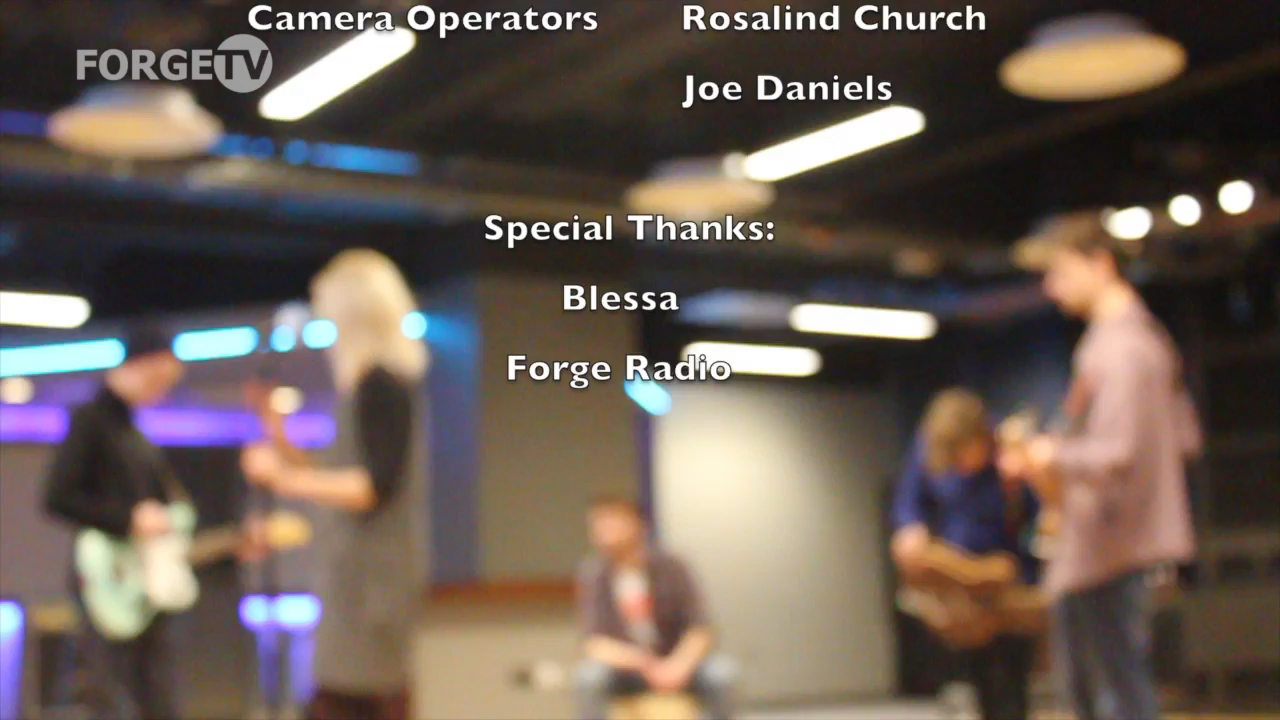 Camera Operators Rosalind Church
FORGETV
Joe Daniels
Special Thanks:
Blessa
Forge Radio